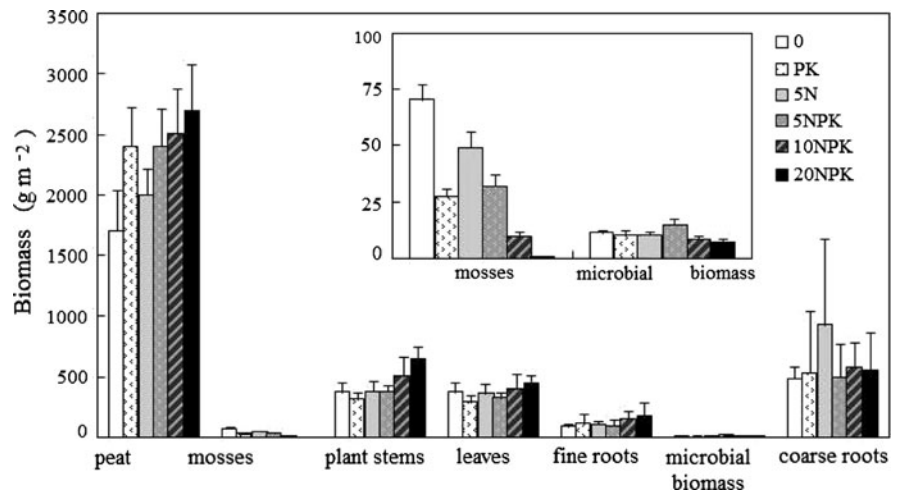 3500
3000
2500
2000
1500
1000
500
0
Biomass (g m -2)
100
75
50
25
0
mosses
microbial
biomass
0
PK
5N
5NPK
10NPK
20NPK
peat
mosses
plant stems
leaves
fine roots
microbial
biomass
coarse roots